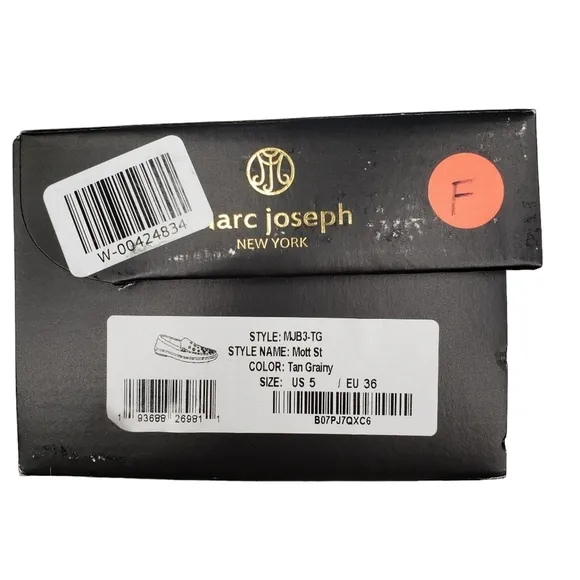 W-00424834
F
arc joseph
NEW YORK
STYLE: MJB3-TG
STYLE NAME: Mott St
COLOR: Tan Grainy
SIZE: US 5 / EU 36
1 93688 26981 1
B07PJ7QXC6